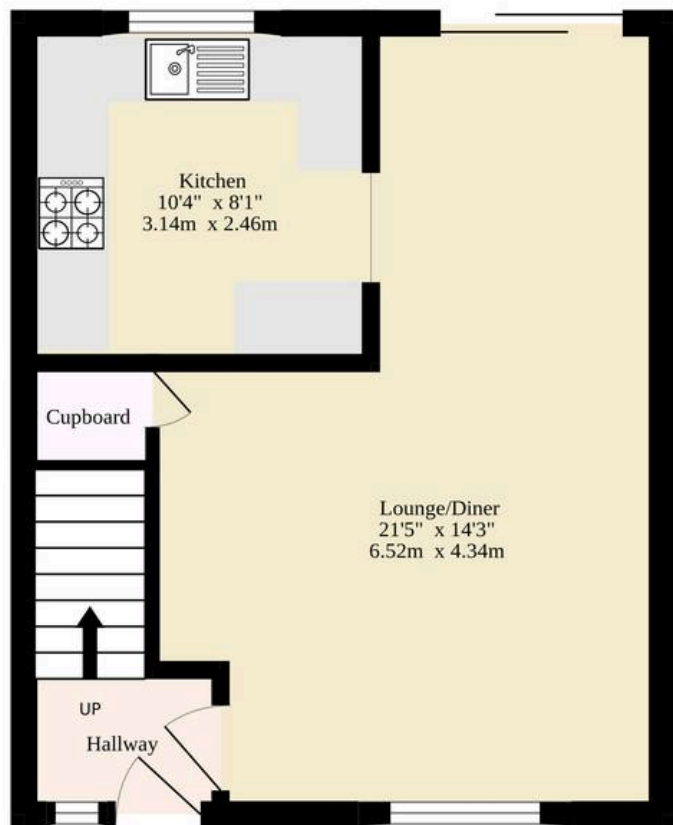 Kitchen
10'4" x 8'1"
3.14m x 2.46m
Cupboard
Lounge/Diner
21'5" x 14'3"
6.52m x 4.34m
UP
Hallway